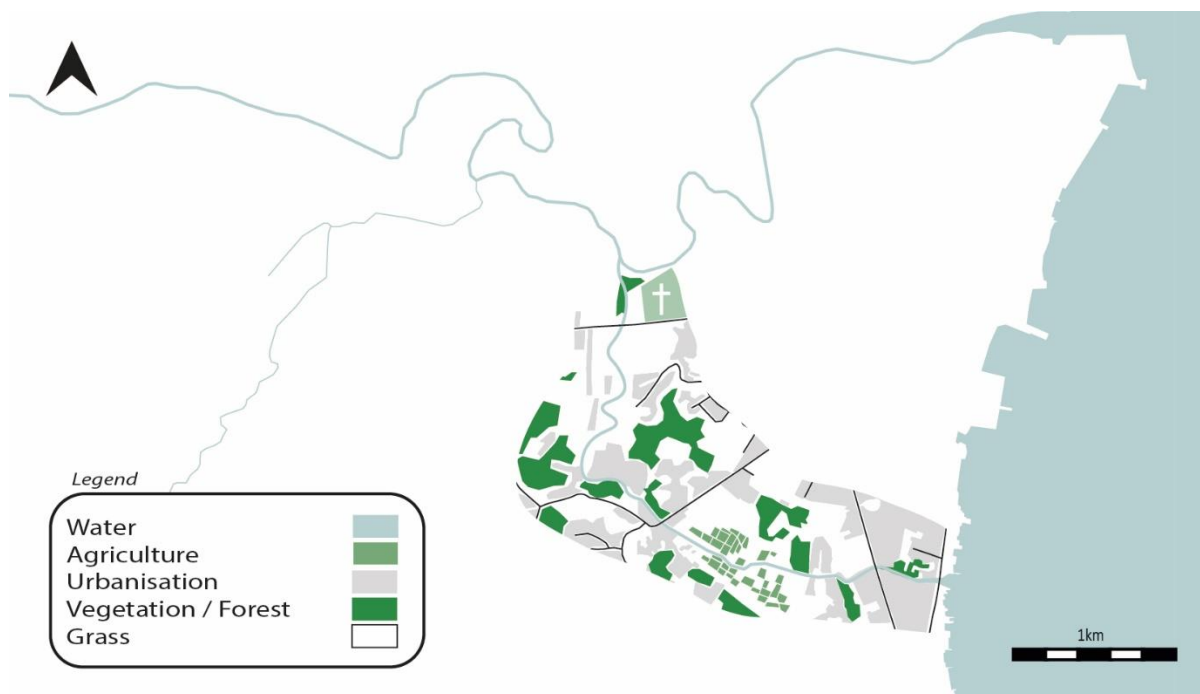 Legend
Water
Agriculture
Urbanisation
Vegetation / Forest
Grass
1km